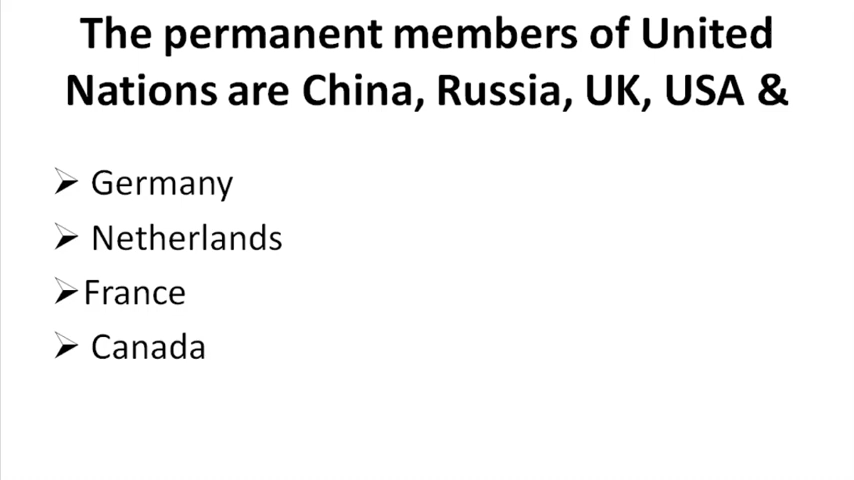 The permanent members of United
Nations are China, Russia, UK, USA &
Germany
Netherlands
France
Canada